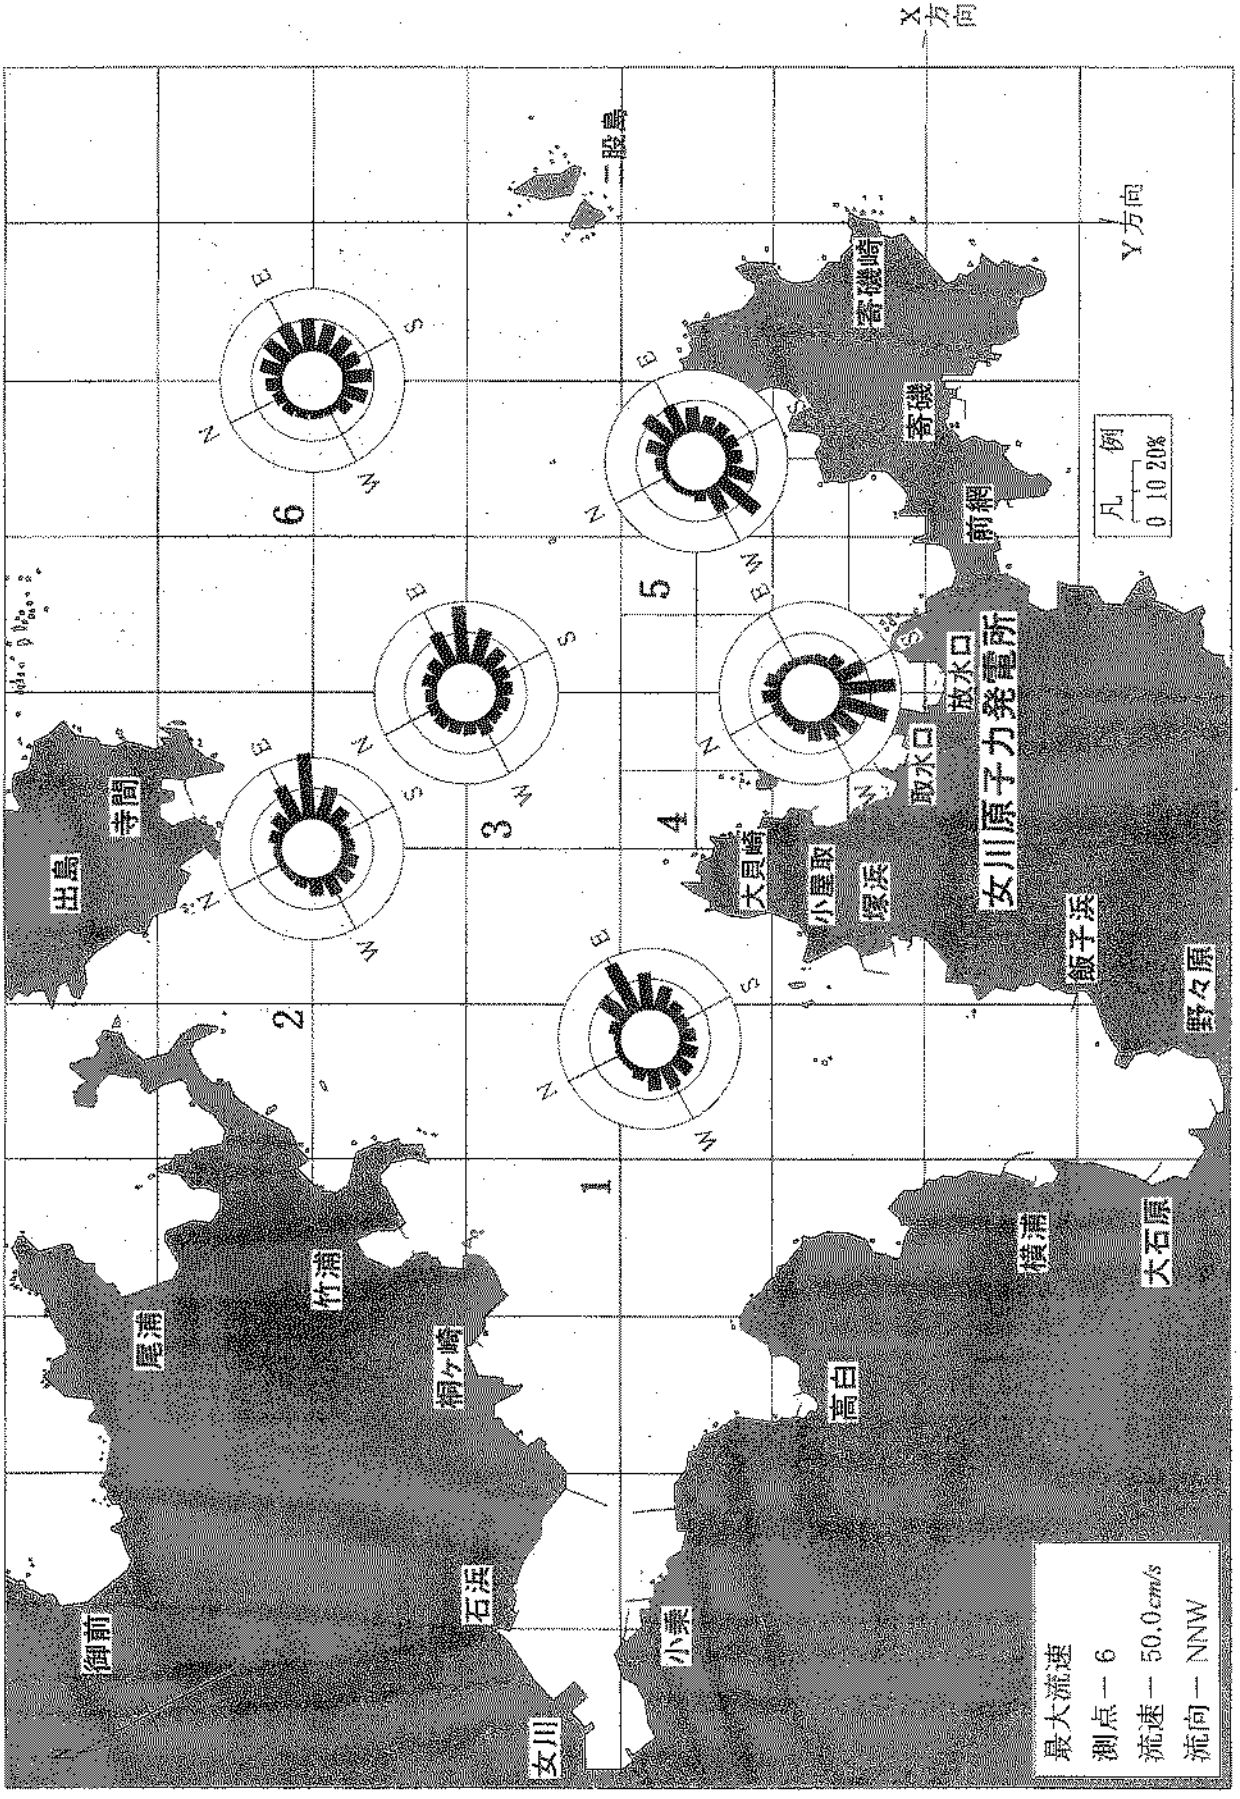 X方向
Y方向
二股島
寄磯崎
寄磯
前網
凡 例
0 10 20%
出島
寺間
N
E
S
W
6
N
E
S
W
5
N
E
S
W
3
N
E
S
W
2
N
E
S
W
4
N
E
S
W
1
放水口
取水口
女川原子力発電所
大貝崎
小屋取
塚浜
飯子浜
野々原
尾浦
竹浦
桐ヶ崎
高白
横浦
大石原
御前
石浜
小乗
女川
N
最大流速
測点－6
流速－50.0cm/s
流向－NNW